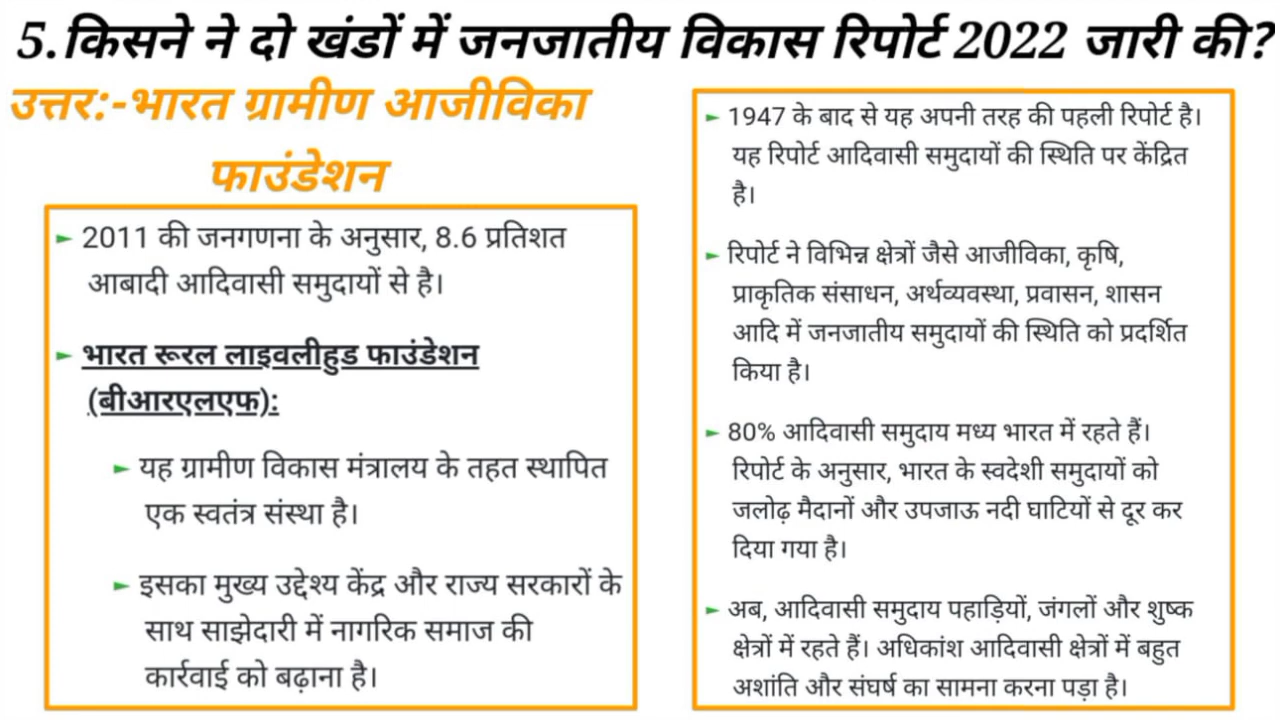 5.किसने ने दो खंडों में जनजातीय विकास रिपोर्ट 2022 जारी की?
उत्तर:-भारत ग्रामीण आजीविका
फाउंडेशन
► 2011 की जनगणना के अनुसार, 8.6 प्रतिशत
आबादी आदिवासी समुदायों से है।
► भारत रूरल लाइवलीहुड फाउंडेशन
(बीआरएलएफ):
► यह ग्रामीण विकास मंत्रालय के तहत स्थापित
एक स्वतंत्र संस्था है।
► इसका मुख्य उद्देश्य केंद्र और राज्य सरकारों के
साथ साझेदारी में नागरिक समाज की
कार्रवाई को बढ़ाना है।
► 1947 के बाद से यह अपनी तरह की पहली रिपोर्ट है।
यह रिपोर्ट आदिवासी समुदायों की स्थिति पर केंद्रित
है।
► रिपोर्ट ने विभिन्न क्षेत्रों जैसे आजीविका, कृषि,
प्राकृतिक संसाधन, अर्थव्यवस्था, प्रवासन, शासन
आदि में जनजातीय समुदायों की स्थिति को प्रदर्शित
किया है।
► 80% आदिवासी समुदाय मध्य भारत में रहते हैं।
रिपोर्ट के अनुसार, भारत के स्वदेशी समुदायों को
जलोढ़ मैदानों और उपजाऊ नदी घाटियों से दूर कर
दिया गया है।
► अब, आदिवासी समुदाय पहाड़ियों, जंगलों और शुष्क
क्षेत्रों में रहते हैं। अधिकांश आदिवासी क्षेत्रों में बहुत
अशांति और संघर्ष का सामना करना पड़ा है।